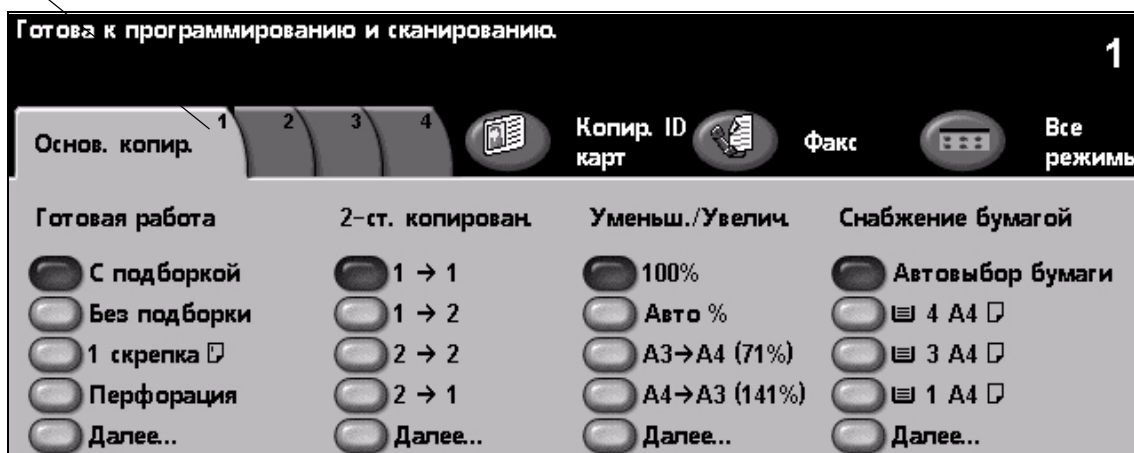 Готова к программированию и сканированию.
1
Основ. копир.
1
2
3
4
Копир. ID карт
Факс
Все режимы
Готовая работа
С подборкой
Без подборки
1 скрепка
Перфорация
Далее...
2-ст. копирован.
1 → 1
1 → 2
2 → 2
2 → 1
Далее...
Уменьш./Увелич.
100%
Авто %
A3→A4 (71%)
A4→A3 (141%)
Далее...
Снабжение бумагой
Автовыбор бумаги
4 A4
3 A4
1 A4
Далее...